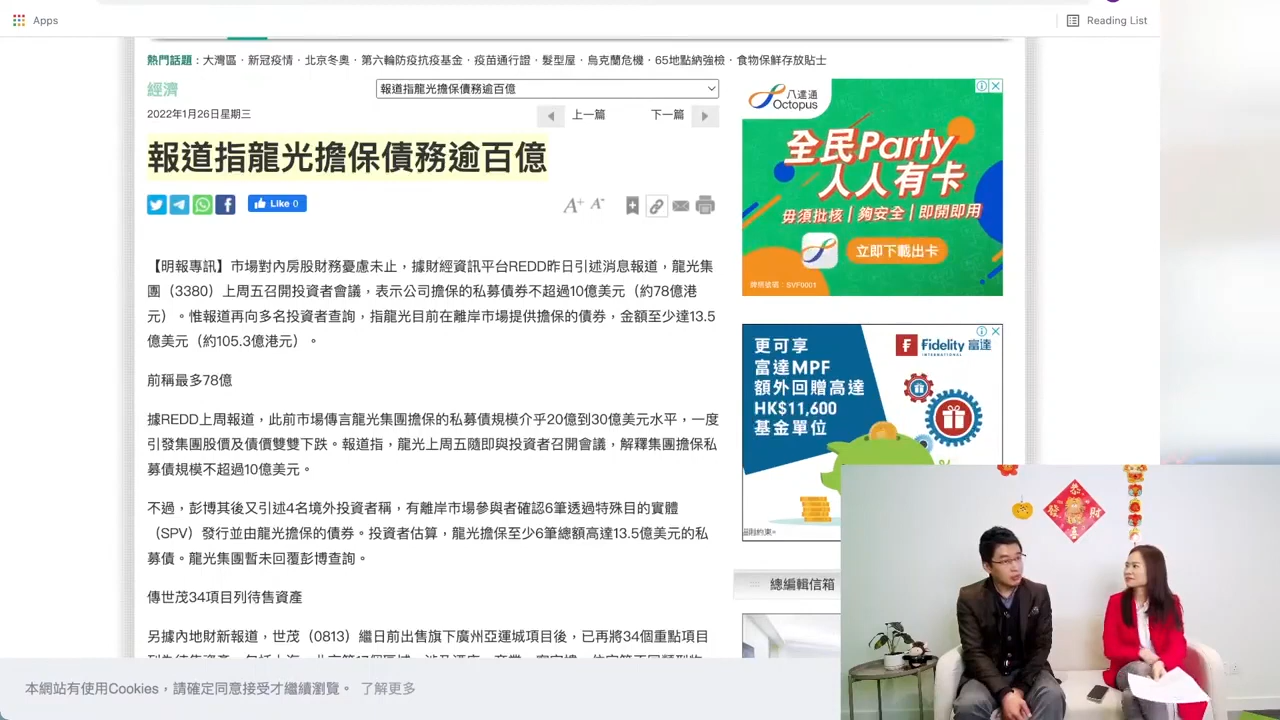 Apps
Reading List
熱門話題：大灣區．新冠疫情．北京冬奧．第六輪防疫抗疫基金．疫苗通行證．髮型屋．烏克蘭危機．65地點納強檢．食物保鮮存放貼士
經濟
報道指龍光擔保債務逾百億
2022年1月26日星期三
上一篇
下一篇
報道指龍光擔保債務逾百億
Like 0
A+ A-
【明報專訊】市場對內房股財務憂慮未止，據財經資訊平台REDD昨日引述消息報道，龍光集
團（3380）上周五召開投資者會議，表示公司擔保的私募債券不超過10億美元（約78億港
元）。惟報道再向多名投資者查詢，指龍光目前在離岸市場提供擔保的債券，金額至少達13.5
億美元（約105.3億港元）。
前稱最多78億
據REDD上周報道，此前市場傳言龍光集團擔保的私募債規模介乎20億到30億美元水平，一度
引發集團股價及債價雙雙下跌。報道指，龍光上周五隨即與投資者召開會議，解釋集團擔保私
募債規模不超過10億美元。
不過，彭博其後又引述4名境外投資者稱，有離岸市場參與者確認6筆透過特殊目的實體
（SPV）發行並由龍光擔保的債券。投資者估算，龍光擔保至少6筆總額高達13.5億美元的私
募債。龍光集團暫未回覆彭博查詢。
傳世茂34項目列待售資產
另據內地財新報道，世茂（0813）繼日前出售旗下廣州亞運城項目後，已再將34個重點項目
八達通
Octopus
全民Party
人人有卡
毋須批核｜夠安全｜即開即用
立即下載出卡
牌照號碼：SVF0001
更可享
富達MPF
額外回贈高達
HK$11,600
基金單位
Fidelity 富達
INTERNATIONAL
總編輯信箱
恭
本網站有使用Cookies，請確定同意接受才繼續瀏覽。 了解更多